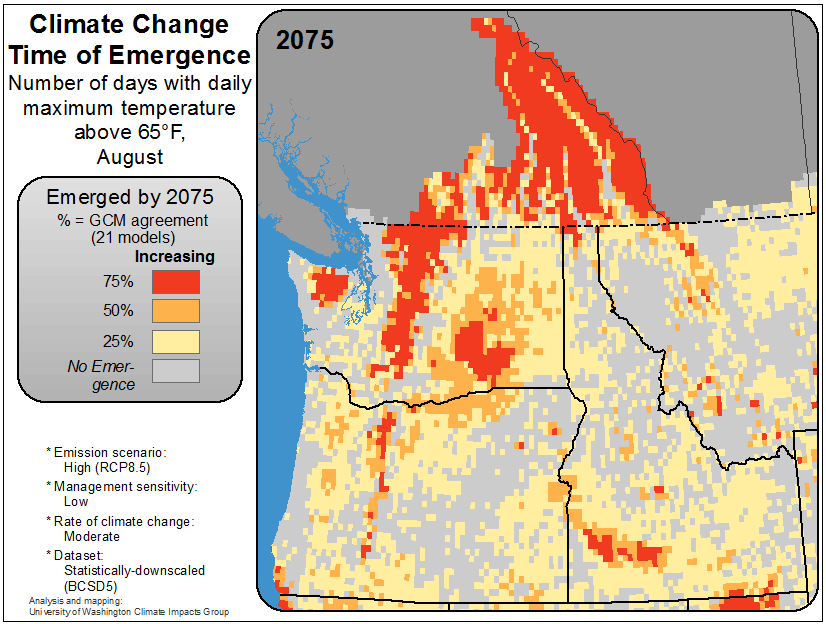 Climate Change
Time of Emergence
Number of days with daily
maximum temperature
above 65°F,
August
2075
Emerged by 2075
% = GCM agreement
(21 models)
Increasing
75%
50%
25%
No Emer-
gence
* Emission scenario:
High (RCP8.5)
* Management sensitivity:
Low
* Rate of climate change:
Moderate
* Dataset:
Statistically-downscaled
(BCSD5)
Analysis and mapping:
University of Washington Climate Impacts Group